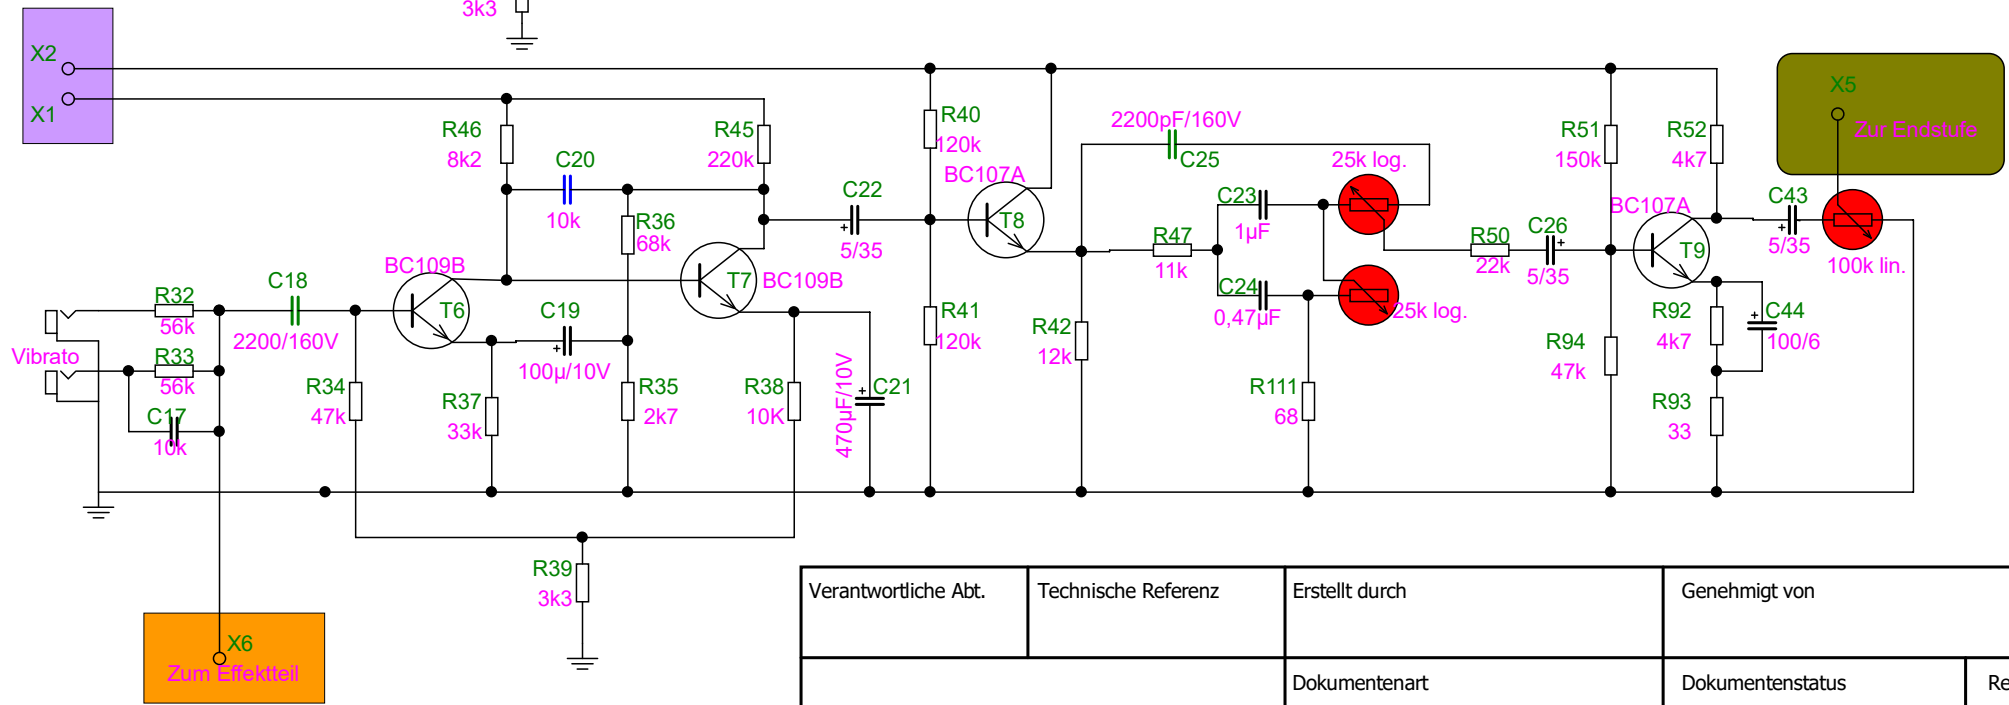 3k3
X2
X1
R46
8k2
C20
10k
R45
220k
R36
68k
C22
5/35
R40
120k
BC107A
T8
2200pF/160V
C25
25k log.
C23
1µF
R47
11k
C24
0,47µF
25k log.
R50
22k
C26
5/35
R51
150k
R52
4k7
BC107A
T9
C43
5/35
X5
Zur Endstufe
100k lin.
R32
56k
Vibrato
R33
56k
C17
10k
C18
2200/160V
BC109B
T6
R34
47k
R37
33k
C19
100µ/10V
R35
2k7
T7
BC109B
R38
10K
470µF/10V
C21
R41
120k
R42
12k
R111
68
R94
47k
R92
4k7
C44
100/6
R93
33
R39
3k3
X6
Zum Effektteil
Verantwortliche Abt.
Technische Referenz
Erstellt durch
Genehmigt von
Dokumentenart
Dokumentenstatus
Re